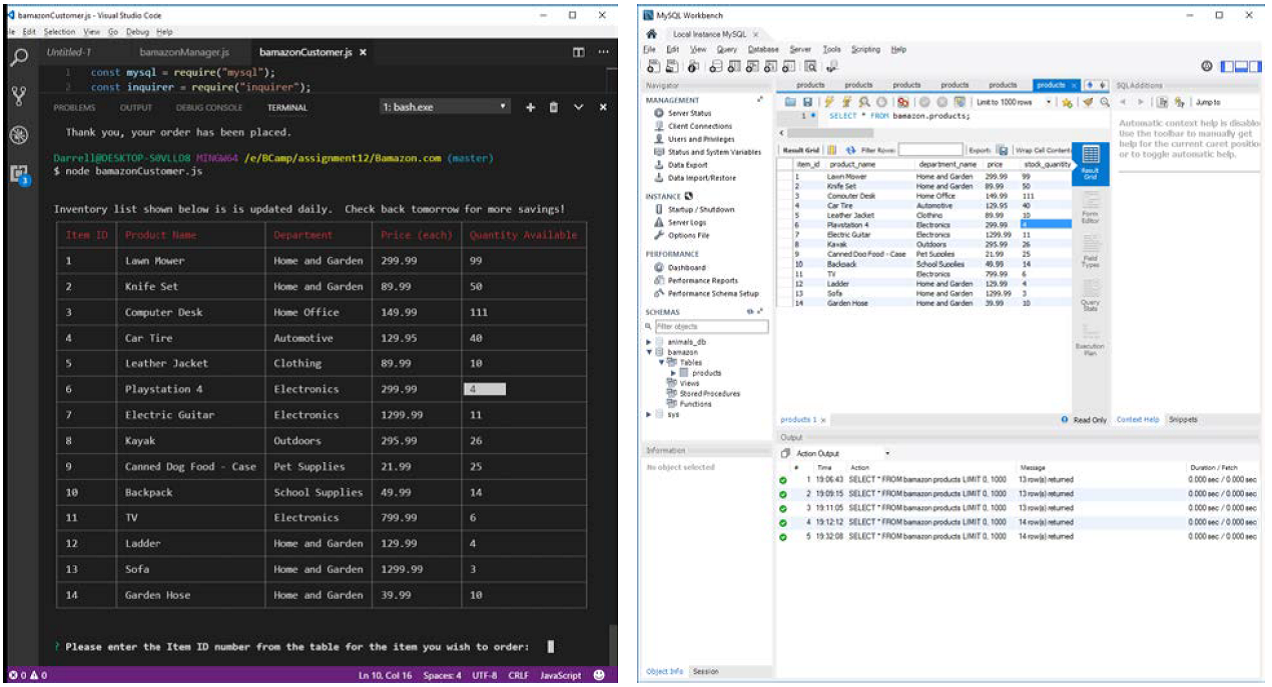 bamazonCustomer.js - Visual Studio Code
File Edit Selection View Go Debug Help
Untitled-1 bamazonManager.js bamazonCustomer.js ×
1 const mysql = require("mysql");
2 const inquirer = require("inquirer");
PROBLEMS OUTPUT DEBUG CONSOLE TERMINAL 1: bash.exe
Thank you, your order has been placed.
Darrell@DESKTOP-S0VLLD8 MINGW64 /e/BCamp/assignment12/Bamazon.com (master)
$ node bamazonCustomer.js
Inventory list shown below is is updated daily. Check back tomorrow for more savings!
Item ID Product Name Department Price (each) Quantity Available
1 Lawn Mower Home and Garden 299.99 99
2 Knife Set Home and Garden 89.99 50
3 Computer Desk Home Office 149.99 111
4 Car Tire Automotive 129.95 40
5 Leather Jacket Clothing 89.99 10
6 Playstation 4 Electronics 299.99 4
7 Electric Guitar Electronics 1299.99 11
8 Kayak Outdoors 295.99 26
9 Canned Dog Food - Case Pet Supplies 21.99 25
10 Backpack School Supplies 49.99 14
11 TV Electronics 799.99 6
12 Ladder Home and Garden 129.99 4
13 Sofa Home and Garden 1299.99 3
14 Garden Hose Home and Garden 39.99 10
? Please enter the Item ID number from the table for the item you wish to order:
0 0 Ln 10, Col 16 Spaces: 4 UTF-8 CRLF JavaScript
MySQL Workbench
Local Instance MySQL ×
File Edit View Query Database Server Tools Scripting Help
Navigator
MANAGEMENT
Server Status
Client Connections
Users and Privileges
Status and System Variables
Data Export
Data Import/Restore
INSTANCE
Startup / Shutdown
Server Logs
Options File
PERFORMANCE
Dashboard
Performance Reports
Performance Schema Setup
SCHEMAS
Filter objects
animals_db
bamazon
Tables
products
Views
Stored Procedures
Functions
sys
Information
No object selected
Object Info Session
products products products products products products ×
Limit to 1000 rows
1 SELECT * FROM bamazon.products;
Result Grid Filter Rows: Export: Wrap Cell Content:
item_id product_name department_name price stock_quantity
1 Lawn Mower Home and Garden 299.99 99
2 Knife Set Home and Garden 89.99 50
3 Computer Desk Home Office 149.99 111
4 Car Tire Automotive 129.95 40
5 Leather Jacket Clothing 89.99 10
6 Playstation 4 Electronics 299.99 4
7 Electric Guitar Electronics 1299.99 11
8 Kayak Outdoors 295.99 26
9 Canned Dog Food - Case Pet Supplies 21.99 25
10 Backpack School Supplies 49.99 14
11 TV Electronics 799.99 6
12 Ladder Home and Garden 129.99 4
13 Sofa Home and Garden 1299.99 3
14 Garden Hose Home and Garden 39.99 10
Result Grid
Form Editor
Field Types
Query Stats
Execution Plan
products 1 × Read Only
SQLAdditions
Jump to
Automatic context help is disable
Use the toolbar to manually get
help for the current caret position
or to toggle automatic help.
Context Help Snippets
Output
Action Output
# Time Action Message Duration / Fetch
1 19:06:43 SELECT * FROM bamazon.products LIMIT 0, 1000 13 row(s) returned 0.000 sec / 0.000 sec
2 19:09:15 SELECT * FROM bamazon.products LIMIT 0, 1000 13 row(s) returned 0.000 sec / 0.000 sec
3 19:11:05 SELECT * FROM bamazon.products LIMIT 0, 1000 13 row(s) returned 0.000 sec / 0.000 sec
4 19:12:12 SELECT * FROM bamazon.products LIMIT 0, 1000 14 row(s) returned 0.000 sec / 0.000 sec
5 19:32:08 SELECT * FROM bamazon.products LIMIT 0, 1000 14 row(s) returned 0.000 sec / 0.000 sec